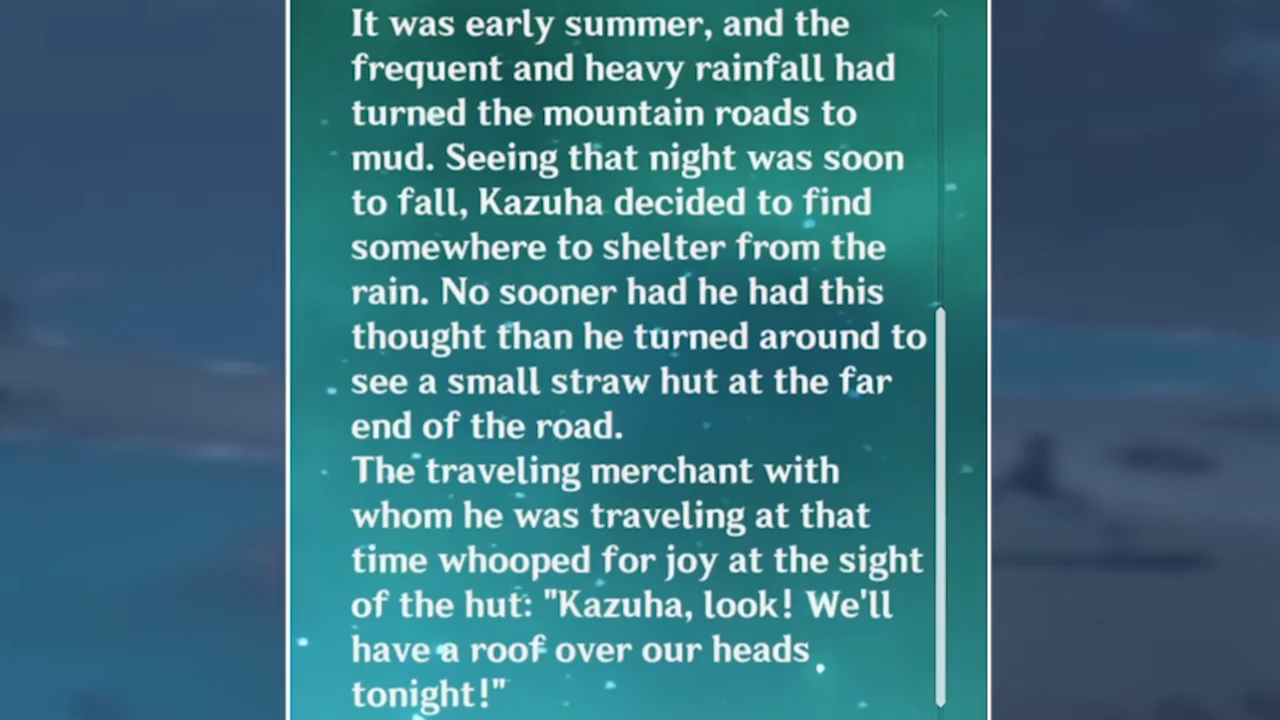 It was early summer, and the
frequent and heavy rainfall had
turned the mountain roads to
mud. Seeing that night was soon
to fall, Kazuha decided to find
somewhere to shelter from the
rain. No sooner had he had this
thought than he turned around to
see a small straw hut at the far
end of the road.
The traveling merchant with
whom he was traveling at that
time whooped for joy at the sight
of the hut: "Kazuha, look! We'll
have a roof over our heads
tonight!"